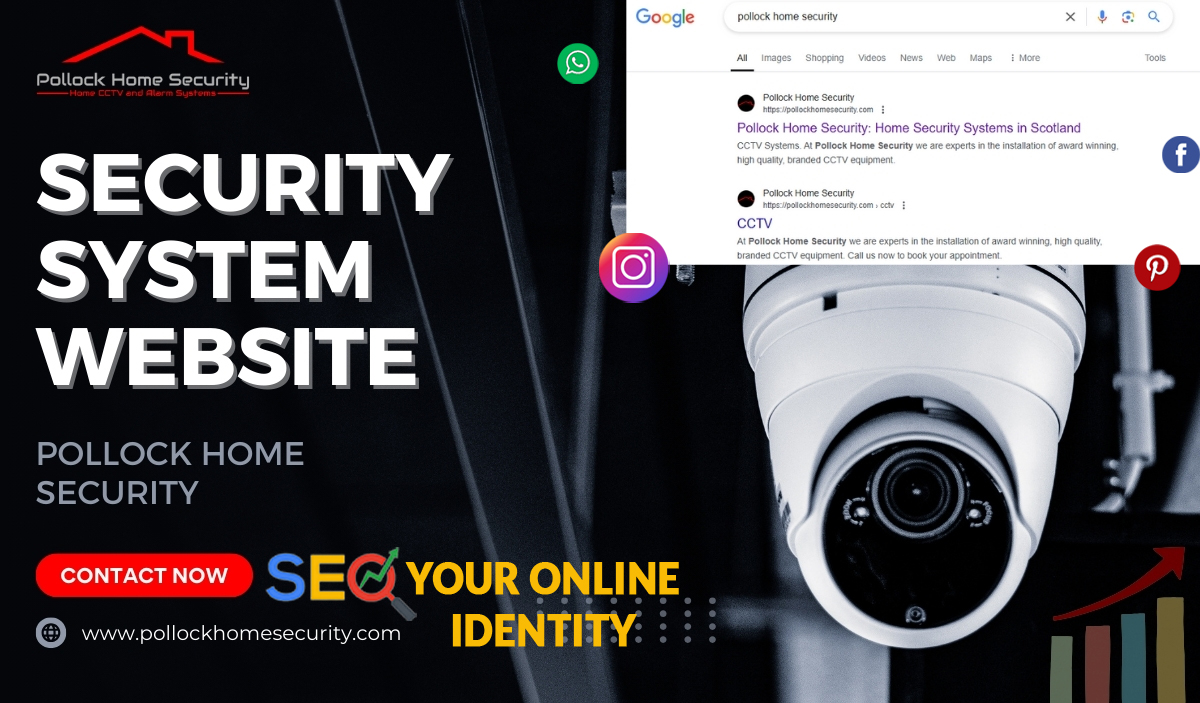 Pollock Home Security
Home CCTV and Alarm Systems
SECURITY
SYSTEM
WEBSITE
POLLOCK HOME
SECURITY
CONTACT NOW
www.pollockhomesecurity.com
SEO YOUR ONLINE
IDENTITY
Google
pollock home security
All Images Shopping Videos News Web Maps More Tools
Pollock Home Security
https://pollockhomesecurity.com
Pollock Home Security: Home Security Systems in Scotland
CCTV Systems. At Pollock Home Security we are experts in the installation of award winning,
high quality, branded CCTV equipment.
Pollock Home Security
https://pollockhomesecurity.com › cctv
CCTV
At Pollock Home Security we are experts in the installation of award winning, high quality,
branded CCTV equipment. Call us now to book your appointment.